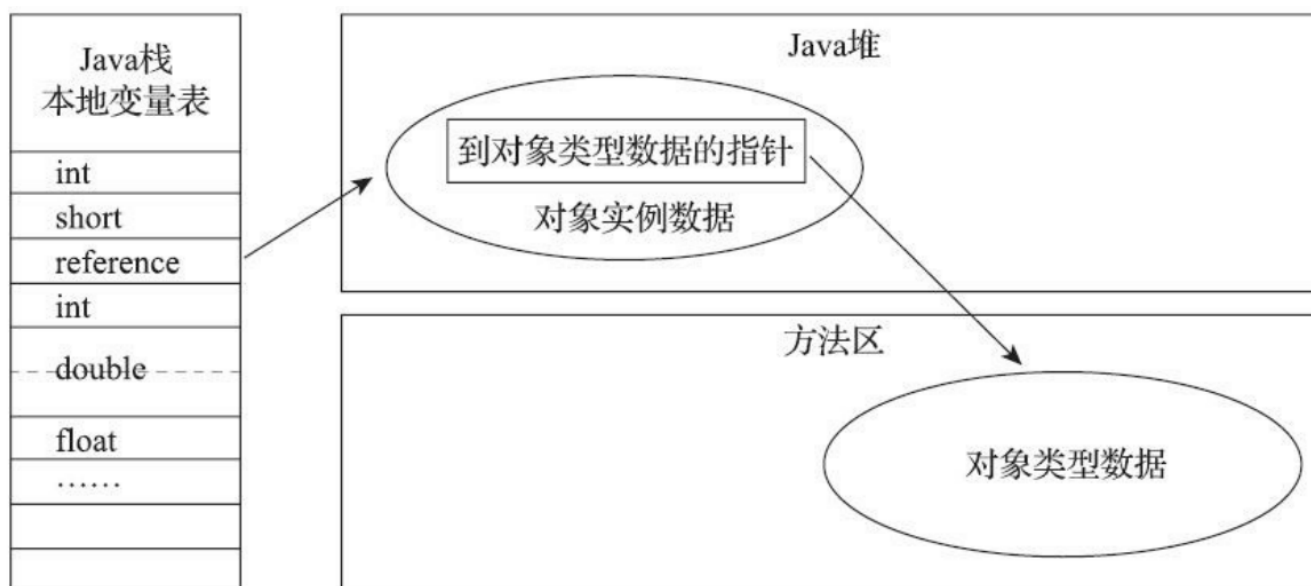 Java栈
本地变量表
int
short
reference
int
double
float
……
Java堆
到对象类型数据的指针
对象实例数据
方法区
对象类型数据